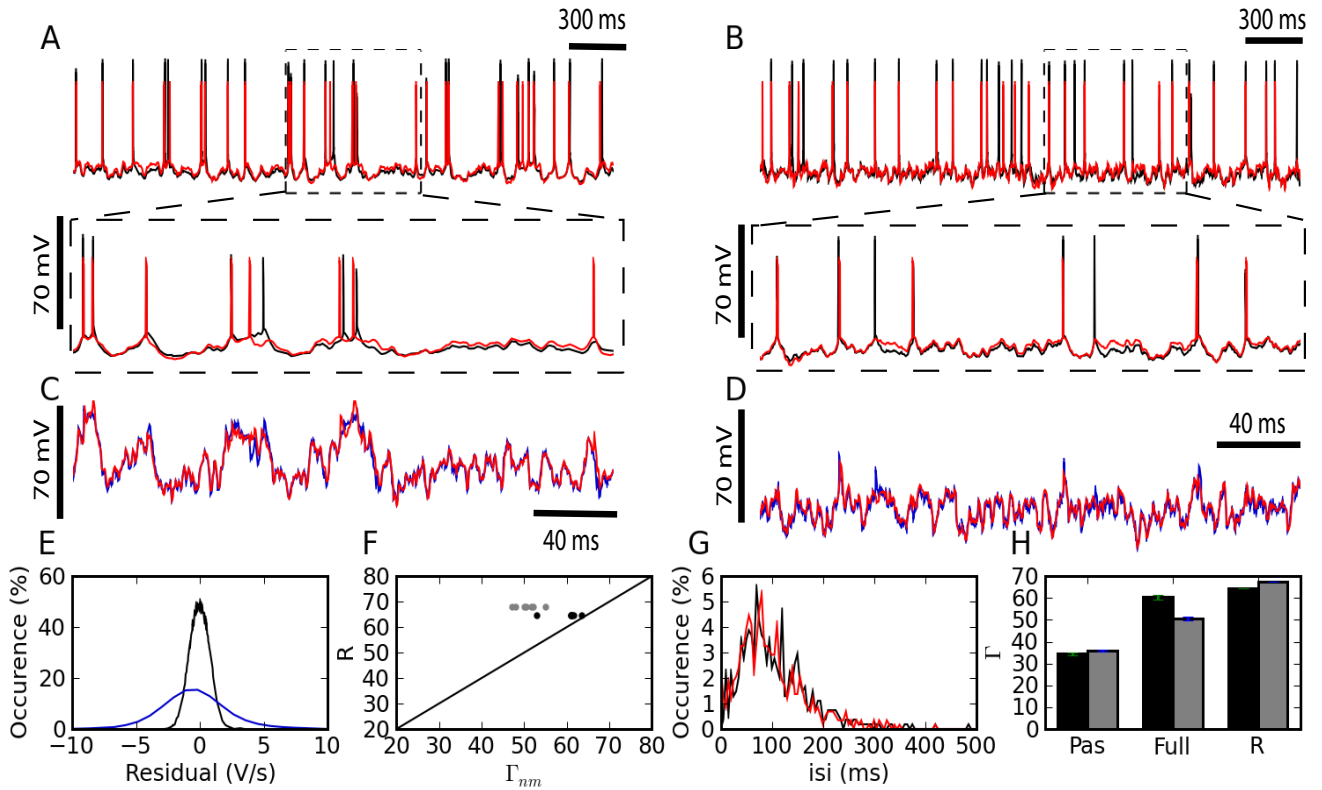 A
300 ms
B
300 ms
70 mV
70 mV
C
70 mV
40 ms
D
70 mV
40 ms
E
Occurence (%)
60
40
20
0
−10
−5
0
5
10
Residual (V/s)
F
R
80
70
60
50
40
30
20
20
30
40
50
60
70
80
Γnm
G
Occurence (%)
6
5
4
3
2
1
0
0
100
200
300
400
500
isi (ms)
H
Γ
70
60
50
40
30
20
10
0
Pas
Full
R